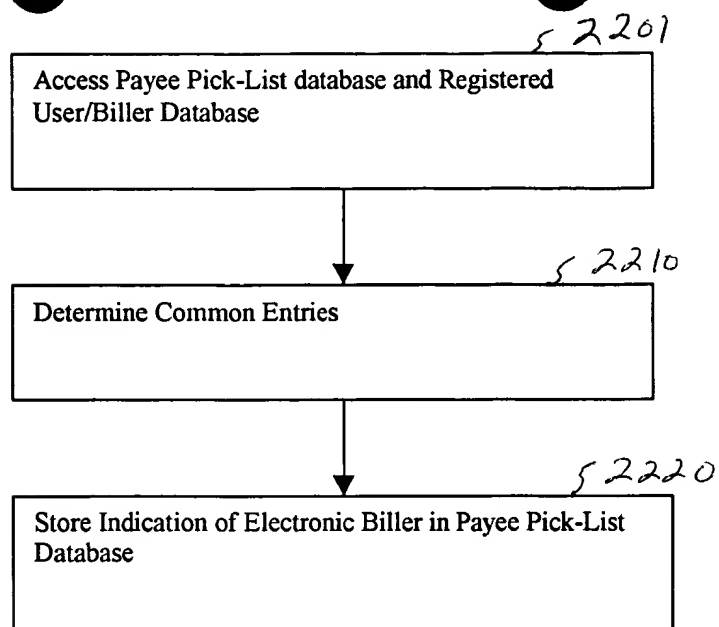 2201
Access Payee Pick-List database and Registered
User/Biller Database
2210
Determine Common Entries
2220
Store Indication of Electronic Biller in Payee Pick-List
Database